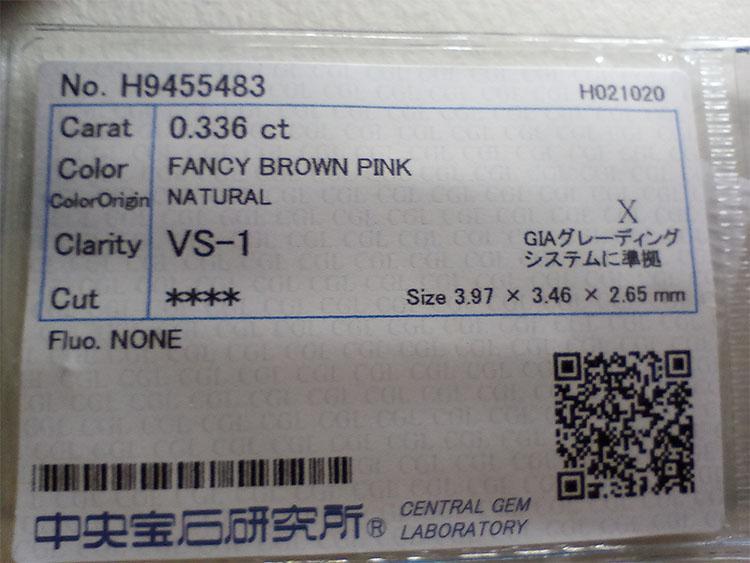 No. H9455483 H021020
Carat 0.336 ct
Color FANCY BROWN PINK
ColorOrigin NATURAL
X
Clarity VS-1 GIAグレーディング
システムに準拠
Cut **** Size 3.97 × 3.46 × 2.65 mm
Fluo. NONE
中央宝石研究所® CENTRAL GEM
LABORATORY